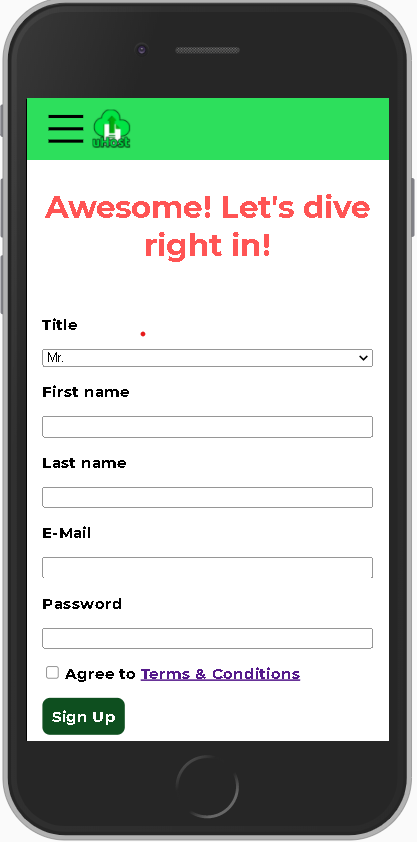 uHost
Awesome! Let's dive
right in!
Title
Mr.
First name
Last name
E-Mail
Password
Agree to Terms & Conditions
Sign Up